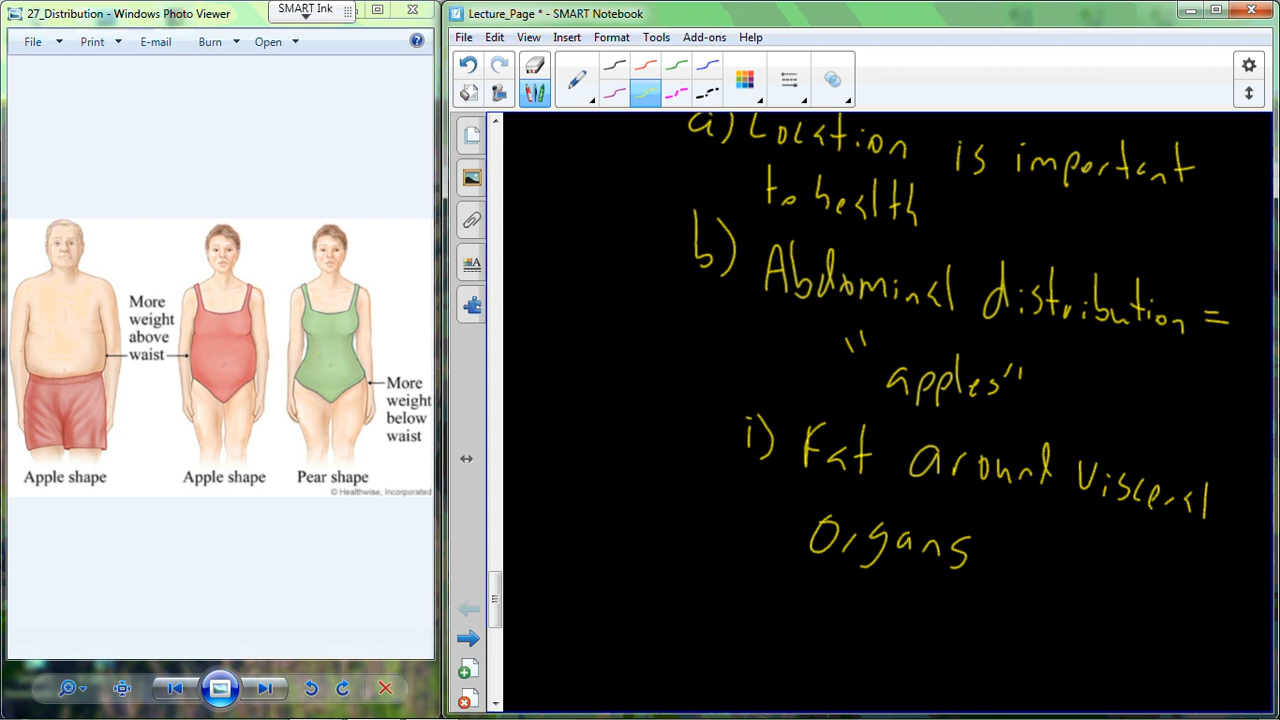 27_Distribution - Windows Photo Viewer
SMART Ink
File Print E-mail Burn Open
More
weight
above
waist
More
weight
below
waist
Apple shape
Apple shape
Pear shape
© Healthwise, Incorporated
Lecture_Page * - SMART Notebook
File Edit View Insert Format Tools Add-ons Help
a) Location is important
to health
b) Abdominal distribution =
"apples"
i) Fat around visceral
organs